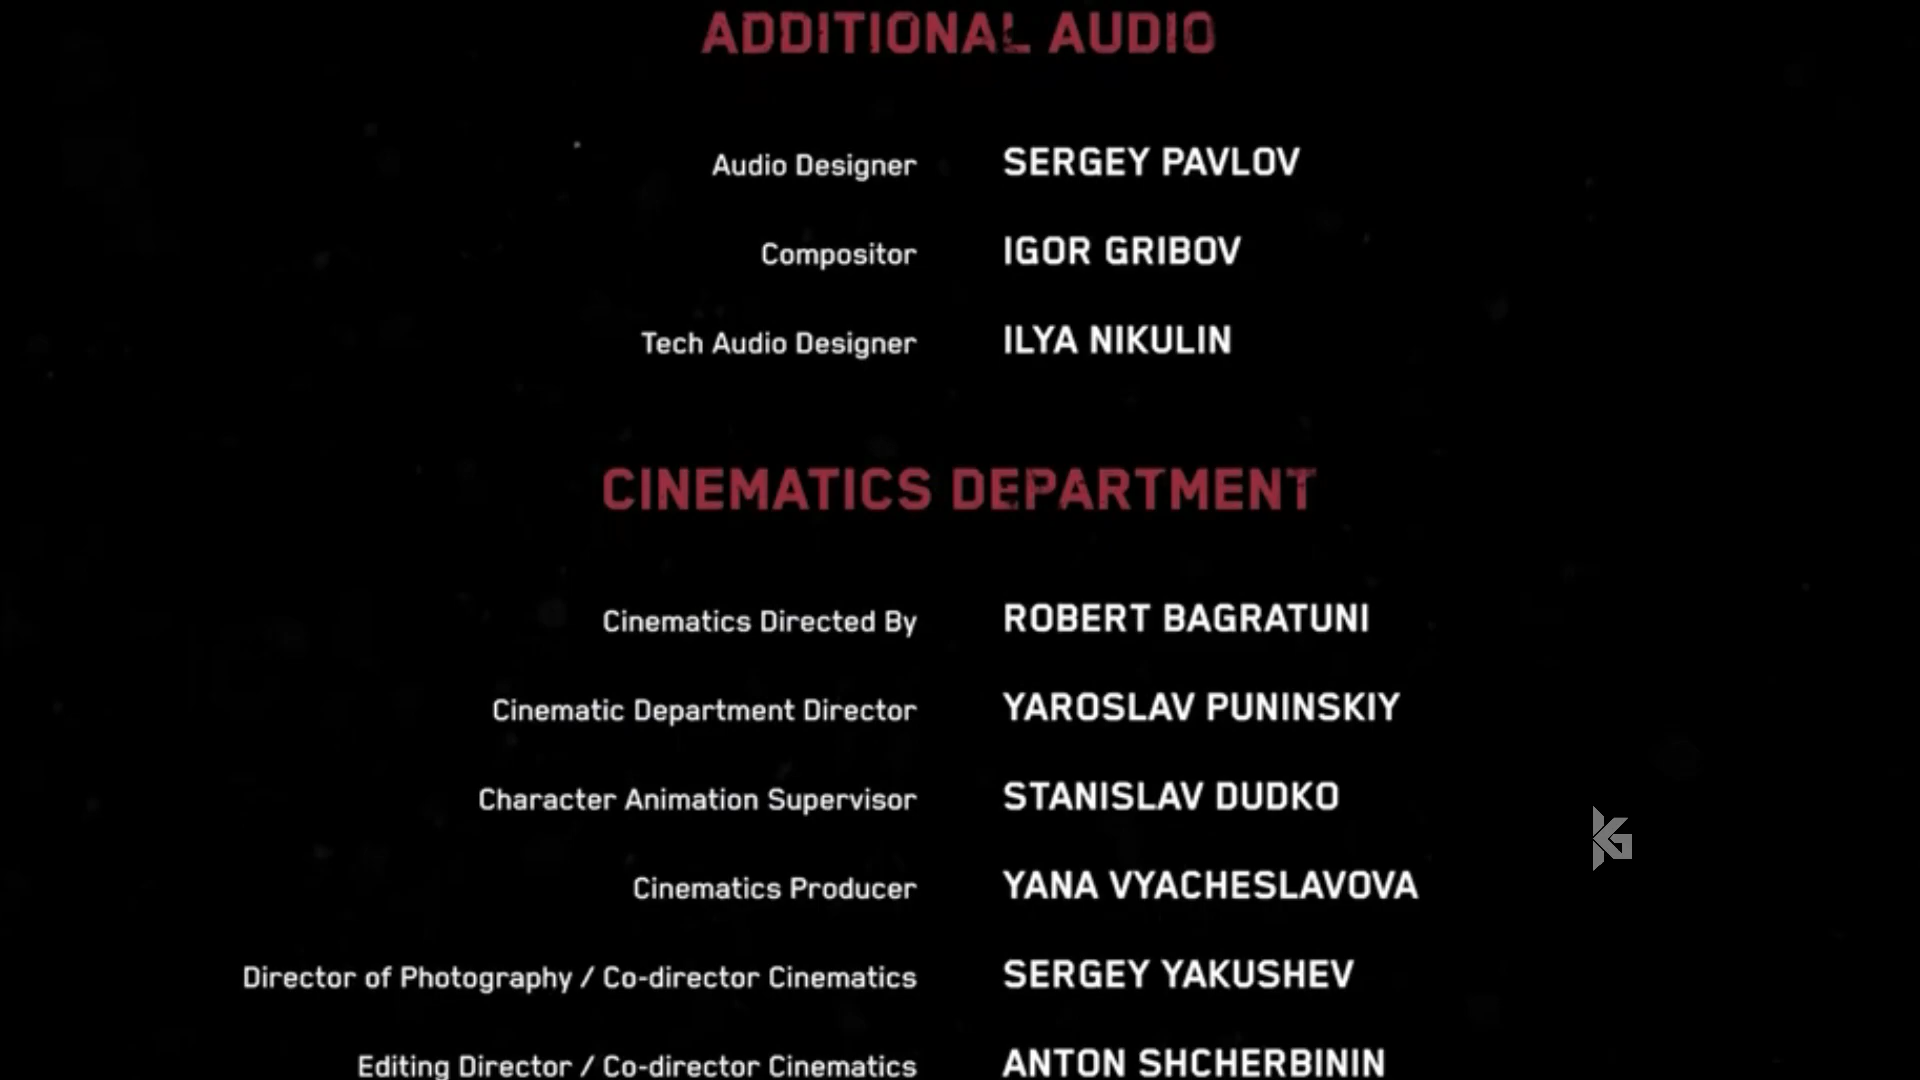 ADDITIONAL AUDIO
Audio Designer SERGEY PAVLOV
Compositor IGOR GRIBOV
Tech Audio Designer ILYA NIKULIN
CINEMATICS DEPARTMENT
Cinematics Directed By ROBERT BAGRATUNI
Cinematic Department Director YAROSLAV PUNINSKIY
Character Animation Supervisor STANISLAV DUDKO
Cinematics Producer YANA VYACHESLAVOVA
Director of Photography / Co-director Cinematics SERGEY YAKUSHEV
Editing Director / Co-director Cinematics ANTON SHCHERBININ
KG